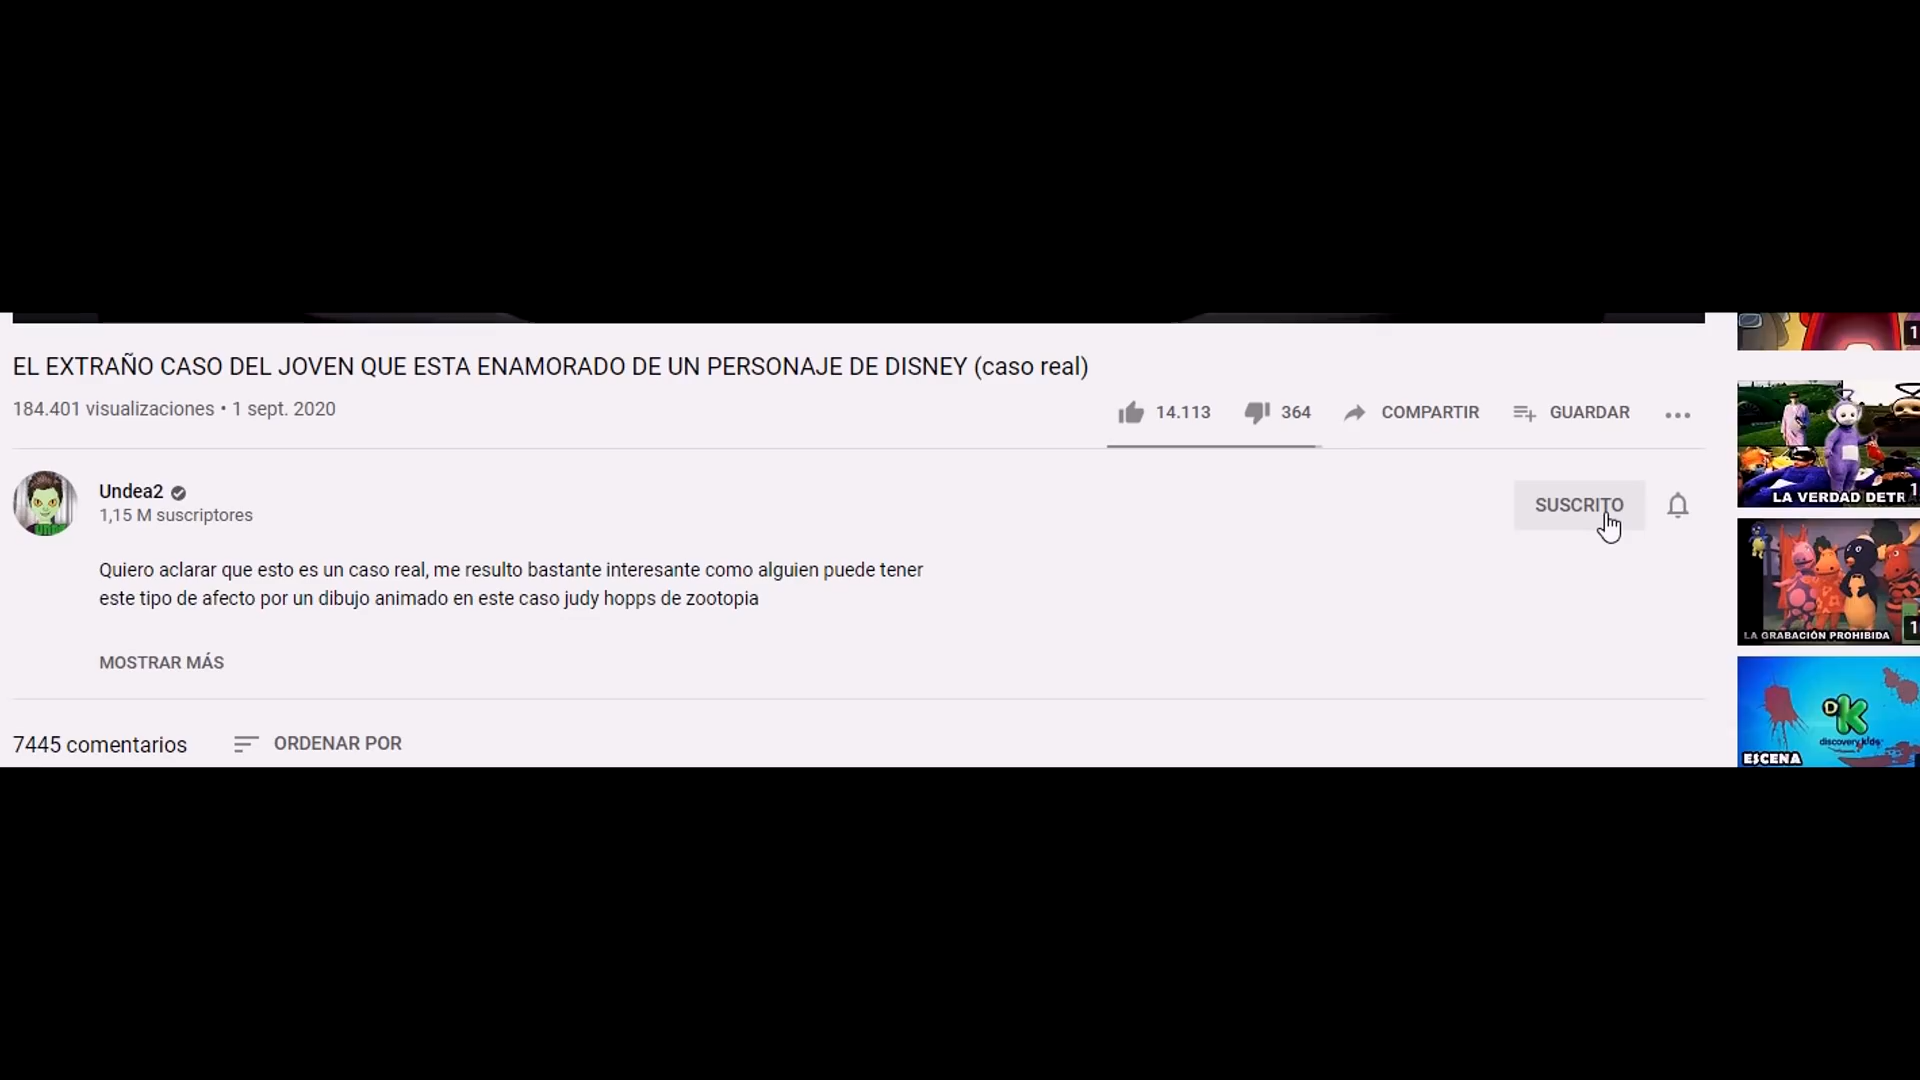 EL EXTRAÑO CASO DEL JOVEN QUE ESTA ENAMORADO DE UN PERSONAJE DE DISNEY (caso real)
184.401 visualizaciones • 1 sept. 2020
14.113
364
COMPARTIR
GUARDAR
Undea2
1,15 M suscriptores
SUSCRITO
Quiero aclarar que esto es un caso real, me resulto bastante interesante como alguien puede tener
este tipo de afecto por un dibujo animado en este caso judy hopps de zootopia
MOSTRAR MÁS
7445 comentarios
ORDENAR POR
1
LA VERDAD DETR
1
LA GRABACIÓN PROHIBIDA
1
DK
discovery kids
ESCENA